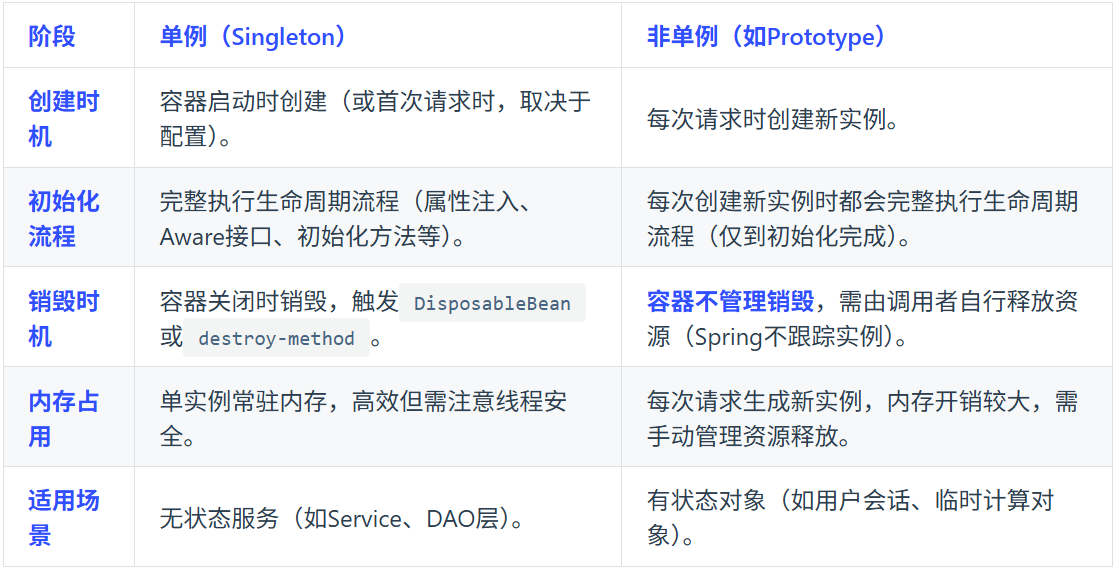 阶段
单例（Singleton）
非单例（如Prototype）
创建时
机
容器启动时创建（或首次请求时，取决于
配置）。
每次请求时创建新实例。
初始化
流程
完整执行生命周期流程（属性注入、
Aware接口、初始化方法等）。
每次创建新实例时都会完整执行生命周期
流程（仅到初始化完成）。
销毁时
机
容器关闭时销毁，触发 DisposableBean
或 destroy-method 。
容器不管理销毁，需由调用者自行释放资
源（Spring不跟踪实例）。
内存占
用
单实例常驻内存，高效但需注意线程安
全。
每次请求生成新实例，内存开销较大，需
手动管理资源释放。
适用场
景
无状态服务（如Service、DAO层）。
有状态对象（如用户会话、临时计算对
象）。